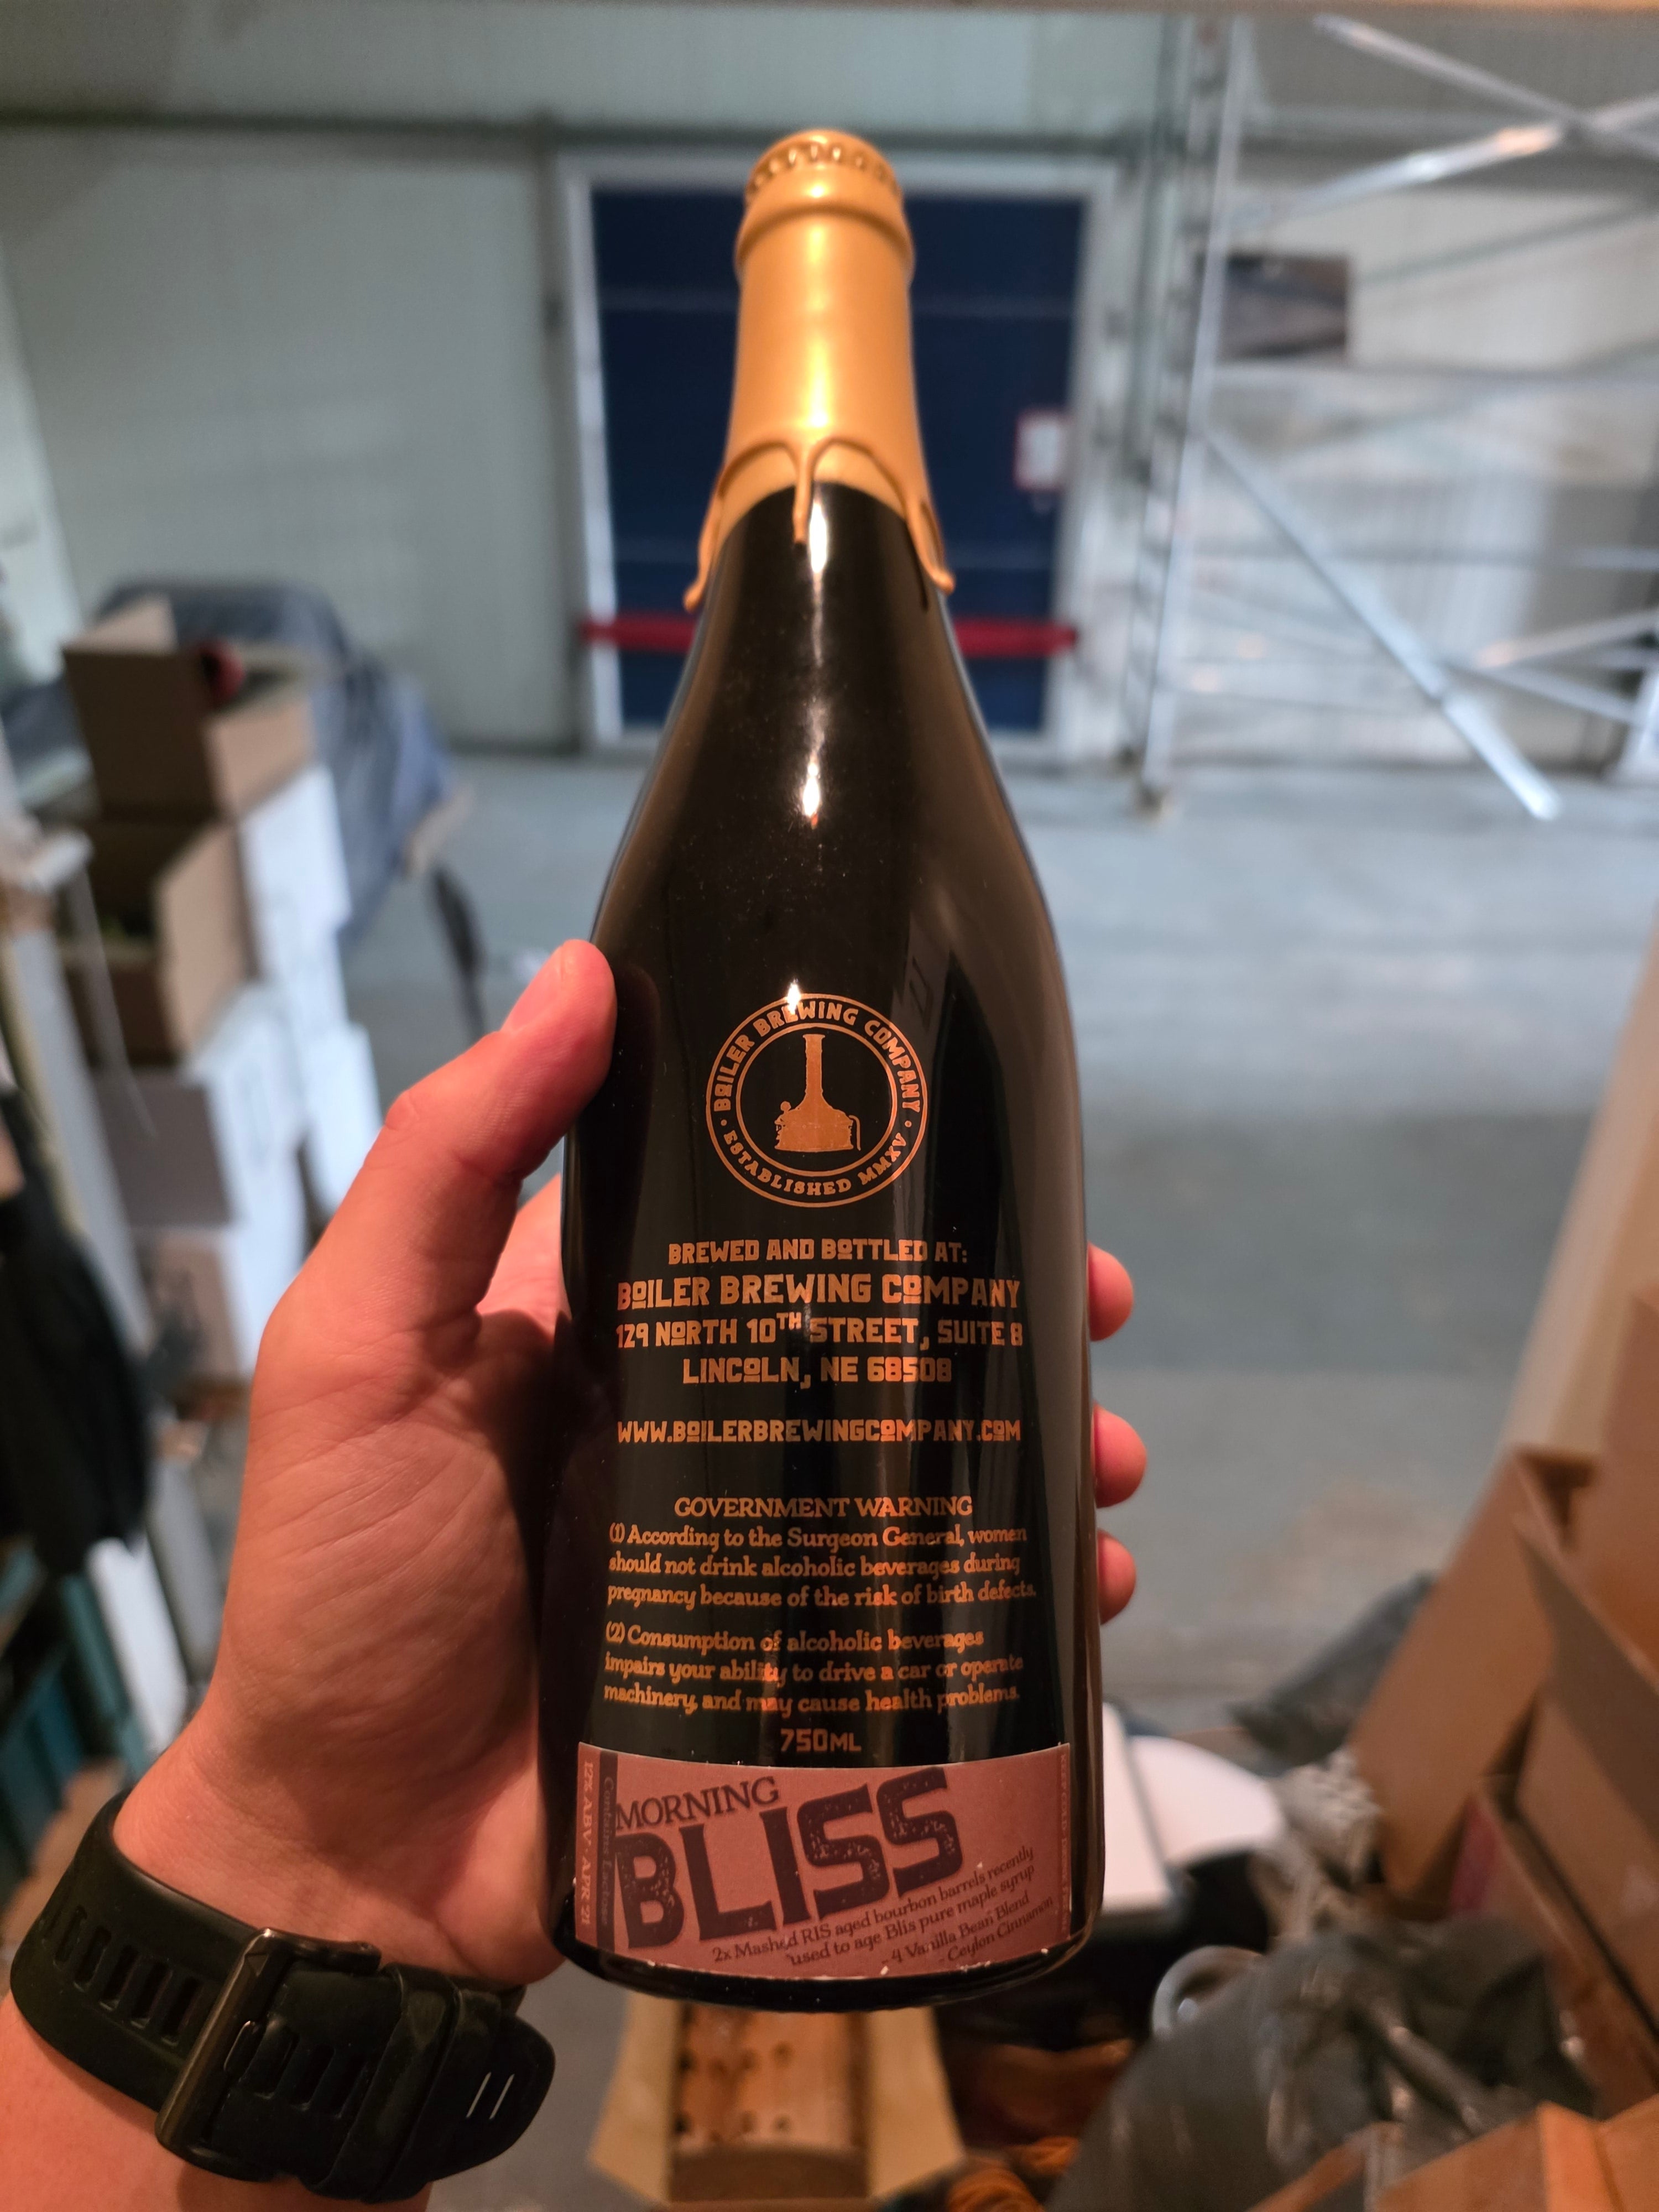 BOILER BREWING COMPANY
• ESTABLISHED MMXV •
BREWED AND BOTTLED AT:
BOILER BREWING COMPANY
129 NORTH 10TH STREET, SUITE 8
LINCOLN, NE 68508
WWW.BOILERBREWINGCOMPANY.COM
GOVERNMENT WARNING
(1) According to the Surgeon General, women
should not drink alcoholic beverages during
pregnancy because of the risk of birth defects.
(2) Consumption of alcoholic beverages
impairs your ability to drive a car or operate
machinery, and may cause health problems.
750ML
12% ABV • APR 21
Contains Lactose
MORNING
BLISS
2x Mashed RIS aged bourbon barrels recently
used to age Blis pure maple syrup
4 Vanilla Bean Blend
- Ceylon Cinnamon